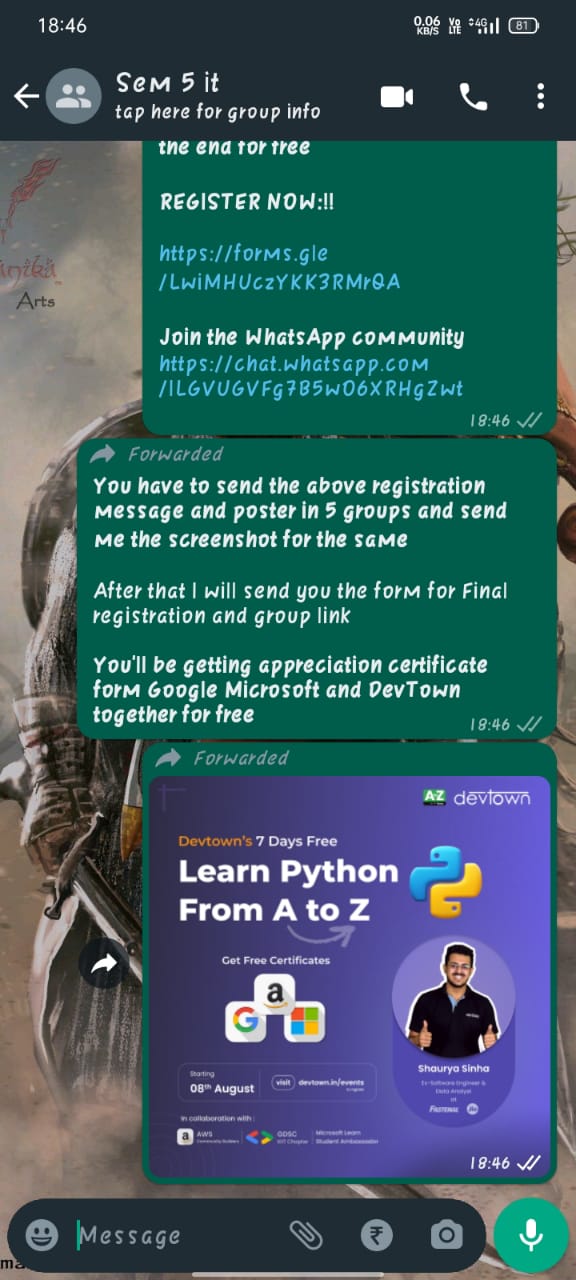 18:46
0.06 KB/S
Vo LTE
4G
81
Sem 5 it
tap here for group info
the end for free
REGISTER NOW:!!
https://forms.gle
/LwiMHUczYKK3RMrQA
Join the WhatsApp community
https://chat.whatsapp.com
/ILGVUGVFg7B5wO6XRHgZwt
18:46
Arts
Forwarded
You have to send the above registration
message and poster in 5 groups and send
me the screenshot for the same
After that I will send you the form for Final
registration and group link
You'll be getting appreciation certificate
form Google Microsoft and DevTown
together for free
18:46
Forwarded
A-Z devtown
Devtown's 7 Days Free
Learn Python
From A to Z
Get Free Certificates
a
G
Shaurya Sinha
Ex-Software Engineer &
Data Analyst
at
FASTENAL Jio
Starting
08th August
visit devtown.in/events
In collaboration with :
a AWS
Community Builders
GDSC
Microsoft Learn
Student Ambassador
18:46
Message